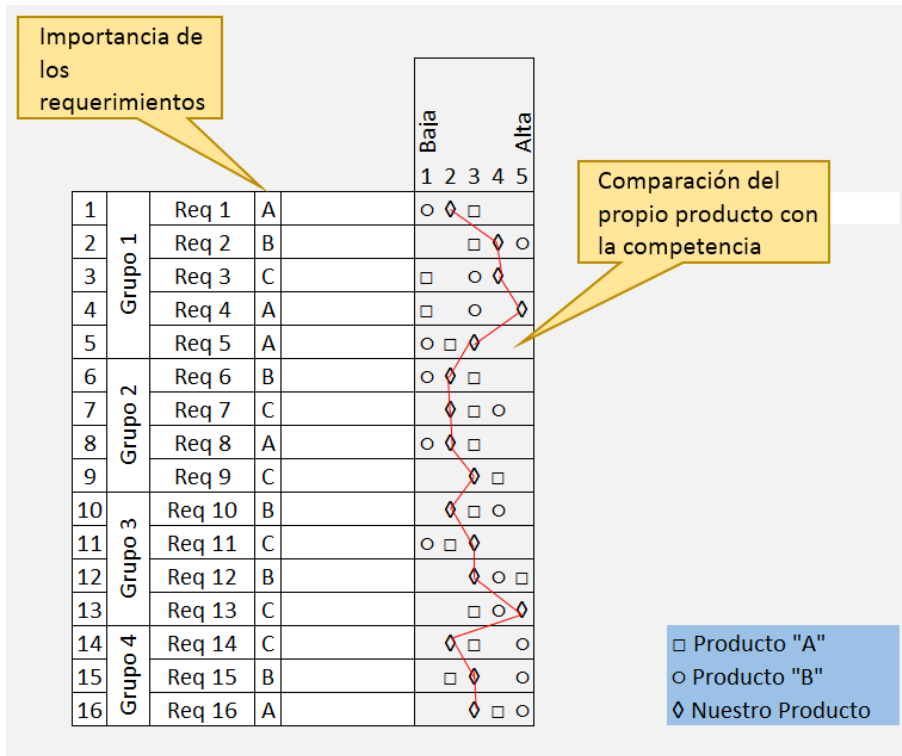 Importancia de
los
requerimientos
Baja
Alta
1 2 3 4 5
Comparación del
propio producto con
la competencia
Grupo 1
1 Req 1 A
2 Req 2 B
3 Req 3 C
4 Req 4 A
5 Req 5 A
Grupo 2
6 Req 6 B
7 Req 7 C
8 Req 8 A
9 Req 9 C
Grupo 3
10 Req 10 B
11 Req 11 C
12 Req 12 B
13 Req 13 C
Grupo 4
14 Req 14 C
15 Req 15 B
16 Req 16 A
□ Producto "A"
○ Producto "B"
◊ Nuestro Producto